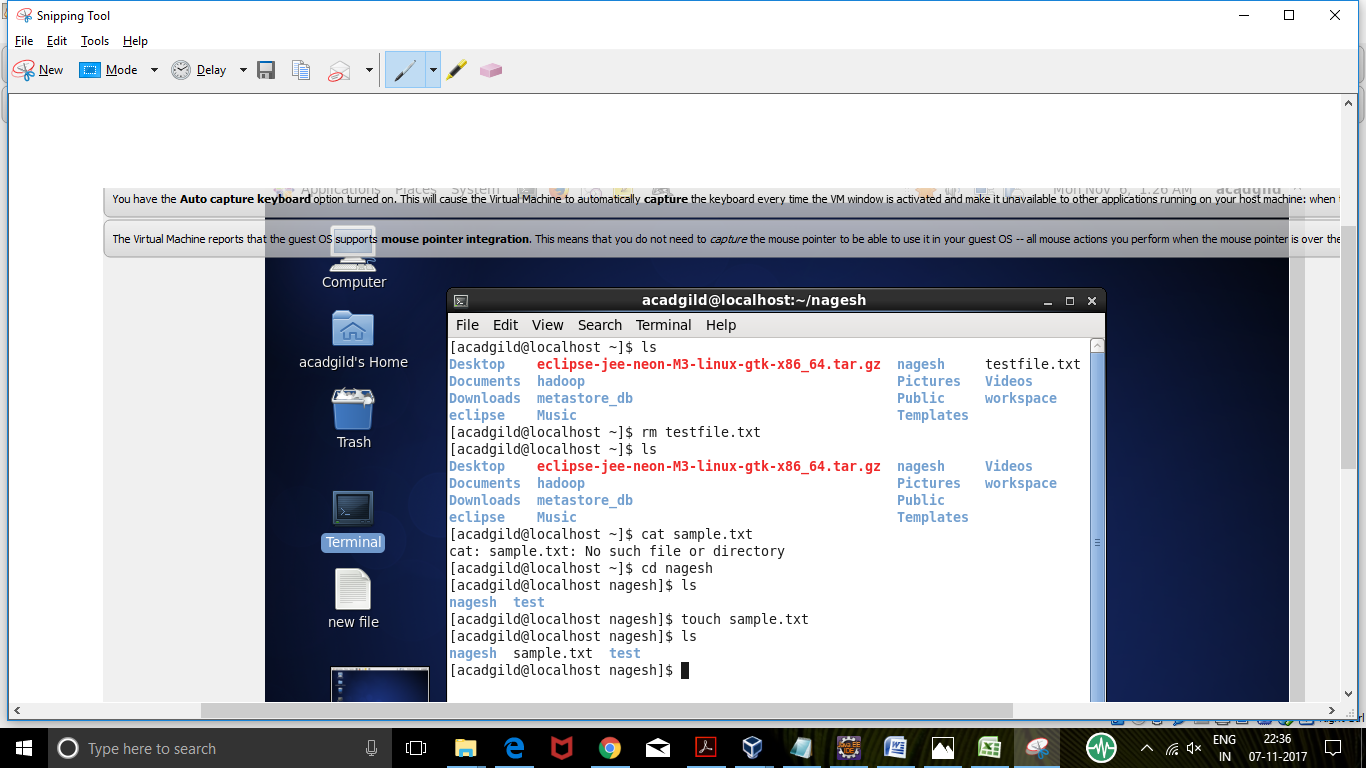 Snipping Tool
File Edit Tools Help
New Mode Delay
Applications Places System Mon Nov 6, 1:26 AM acadgild
You have the Auto capture keyboard option turned on. This will cause the Virtual Machine to automatically capture the keyboard every time the VM window is activated and make it unavailable to other applications running on your host machine: when
The Virtual Machine reports that the guest OS supports mouse pointer integration. This means that you do not need to capture the mouse pointer to be able to use it in your guest OS -- all mouse actions you perform when the mouse pointer is over the
Computer
acadgild's Home
Trash
Terminal
new file
acadgild@localhost:~/nagesh
File Edit View Search Terminal Help
[acadgild@localhost ~]$ ls
Desktop eclipse-jee-neon-M3-linux-gtk-x86_64.tar.gz nagesh testfile.txt
Documents hadoop Pictures Videos
Downloads metastore_db Public workspace
eclipse Music Templates
[acadgild@localhost ~]$ rm testfile.txt
[acadgild@localhost ~]$ ls
Desktop eclipse-jee-neon-M3-linux-gtk-x86_64.tar.gz nagesh Videos
Documents hadoop Pictures workspace
Downloads metastore_db Public
eclipse Music Templates
[acadgild@localhost ~]$ cat sample.txt
cat: sample.txt: No such file or directory
[acadgild@localhost ~]$ cd nagesh
[acadgild@localhost nagesh]$ ls
nagesh test
[acadgild@localhost nagesh]$ touch sample.txt
[acadgild@localhost nagesh]$ ls
nagesh sample.txt test
[acadgild@localhost nagesh]$
Type here to search
ENG
IN
22:36
07-11-2017